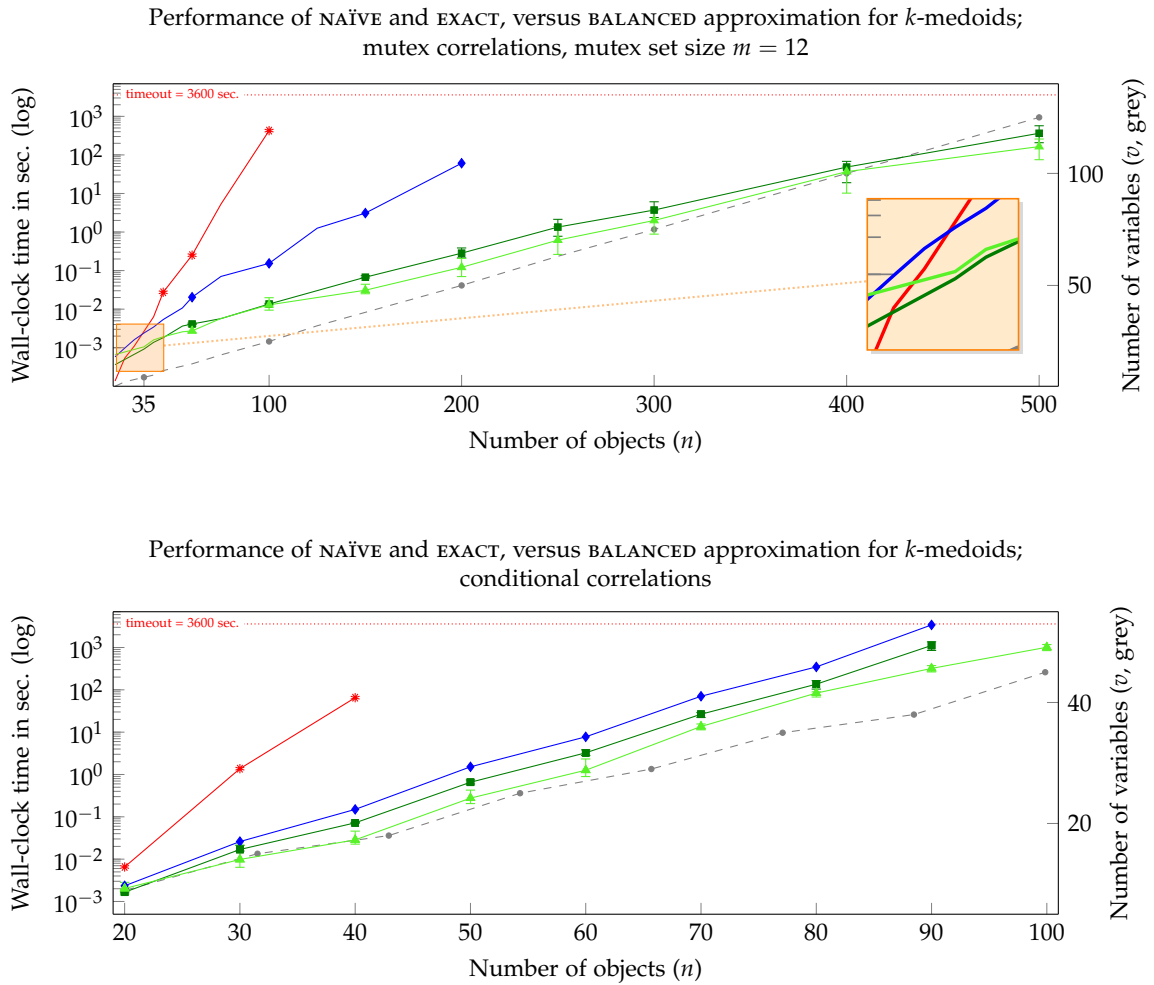 Performance of NAÏVE and EXACT, versus BALANCED approximation for k-medoids;
mutex correlations, mutex set size m = 12
Wall-clock time in sec. (log)
timeout = 3600 sec.
10³
10²
10¹
10⁰
10⁻¹
10⁻²
10⁻³
100
50
Number of variables (v, grey)
35 100 200 300 400 500
Number of objects (n)
Performance of NAÏVE and EXACT, versus BALANCED approximation for k-medoids;
conditional correlations
Wall-clock time in sec. (log)
timeout = 3600 sec.
10³
10²
10¹
10⁰
10⁻¹
10⁻²
10⁻³
40
20
Number of variables (v, grey)
20 30 40 50 60 70 80 90 100
Number of objects (n)